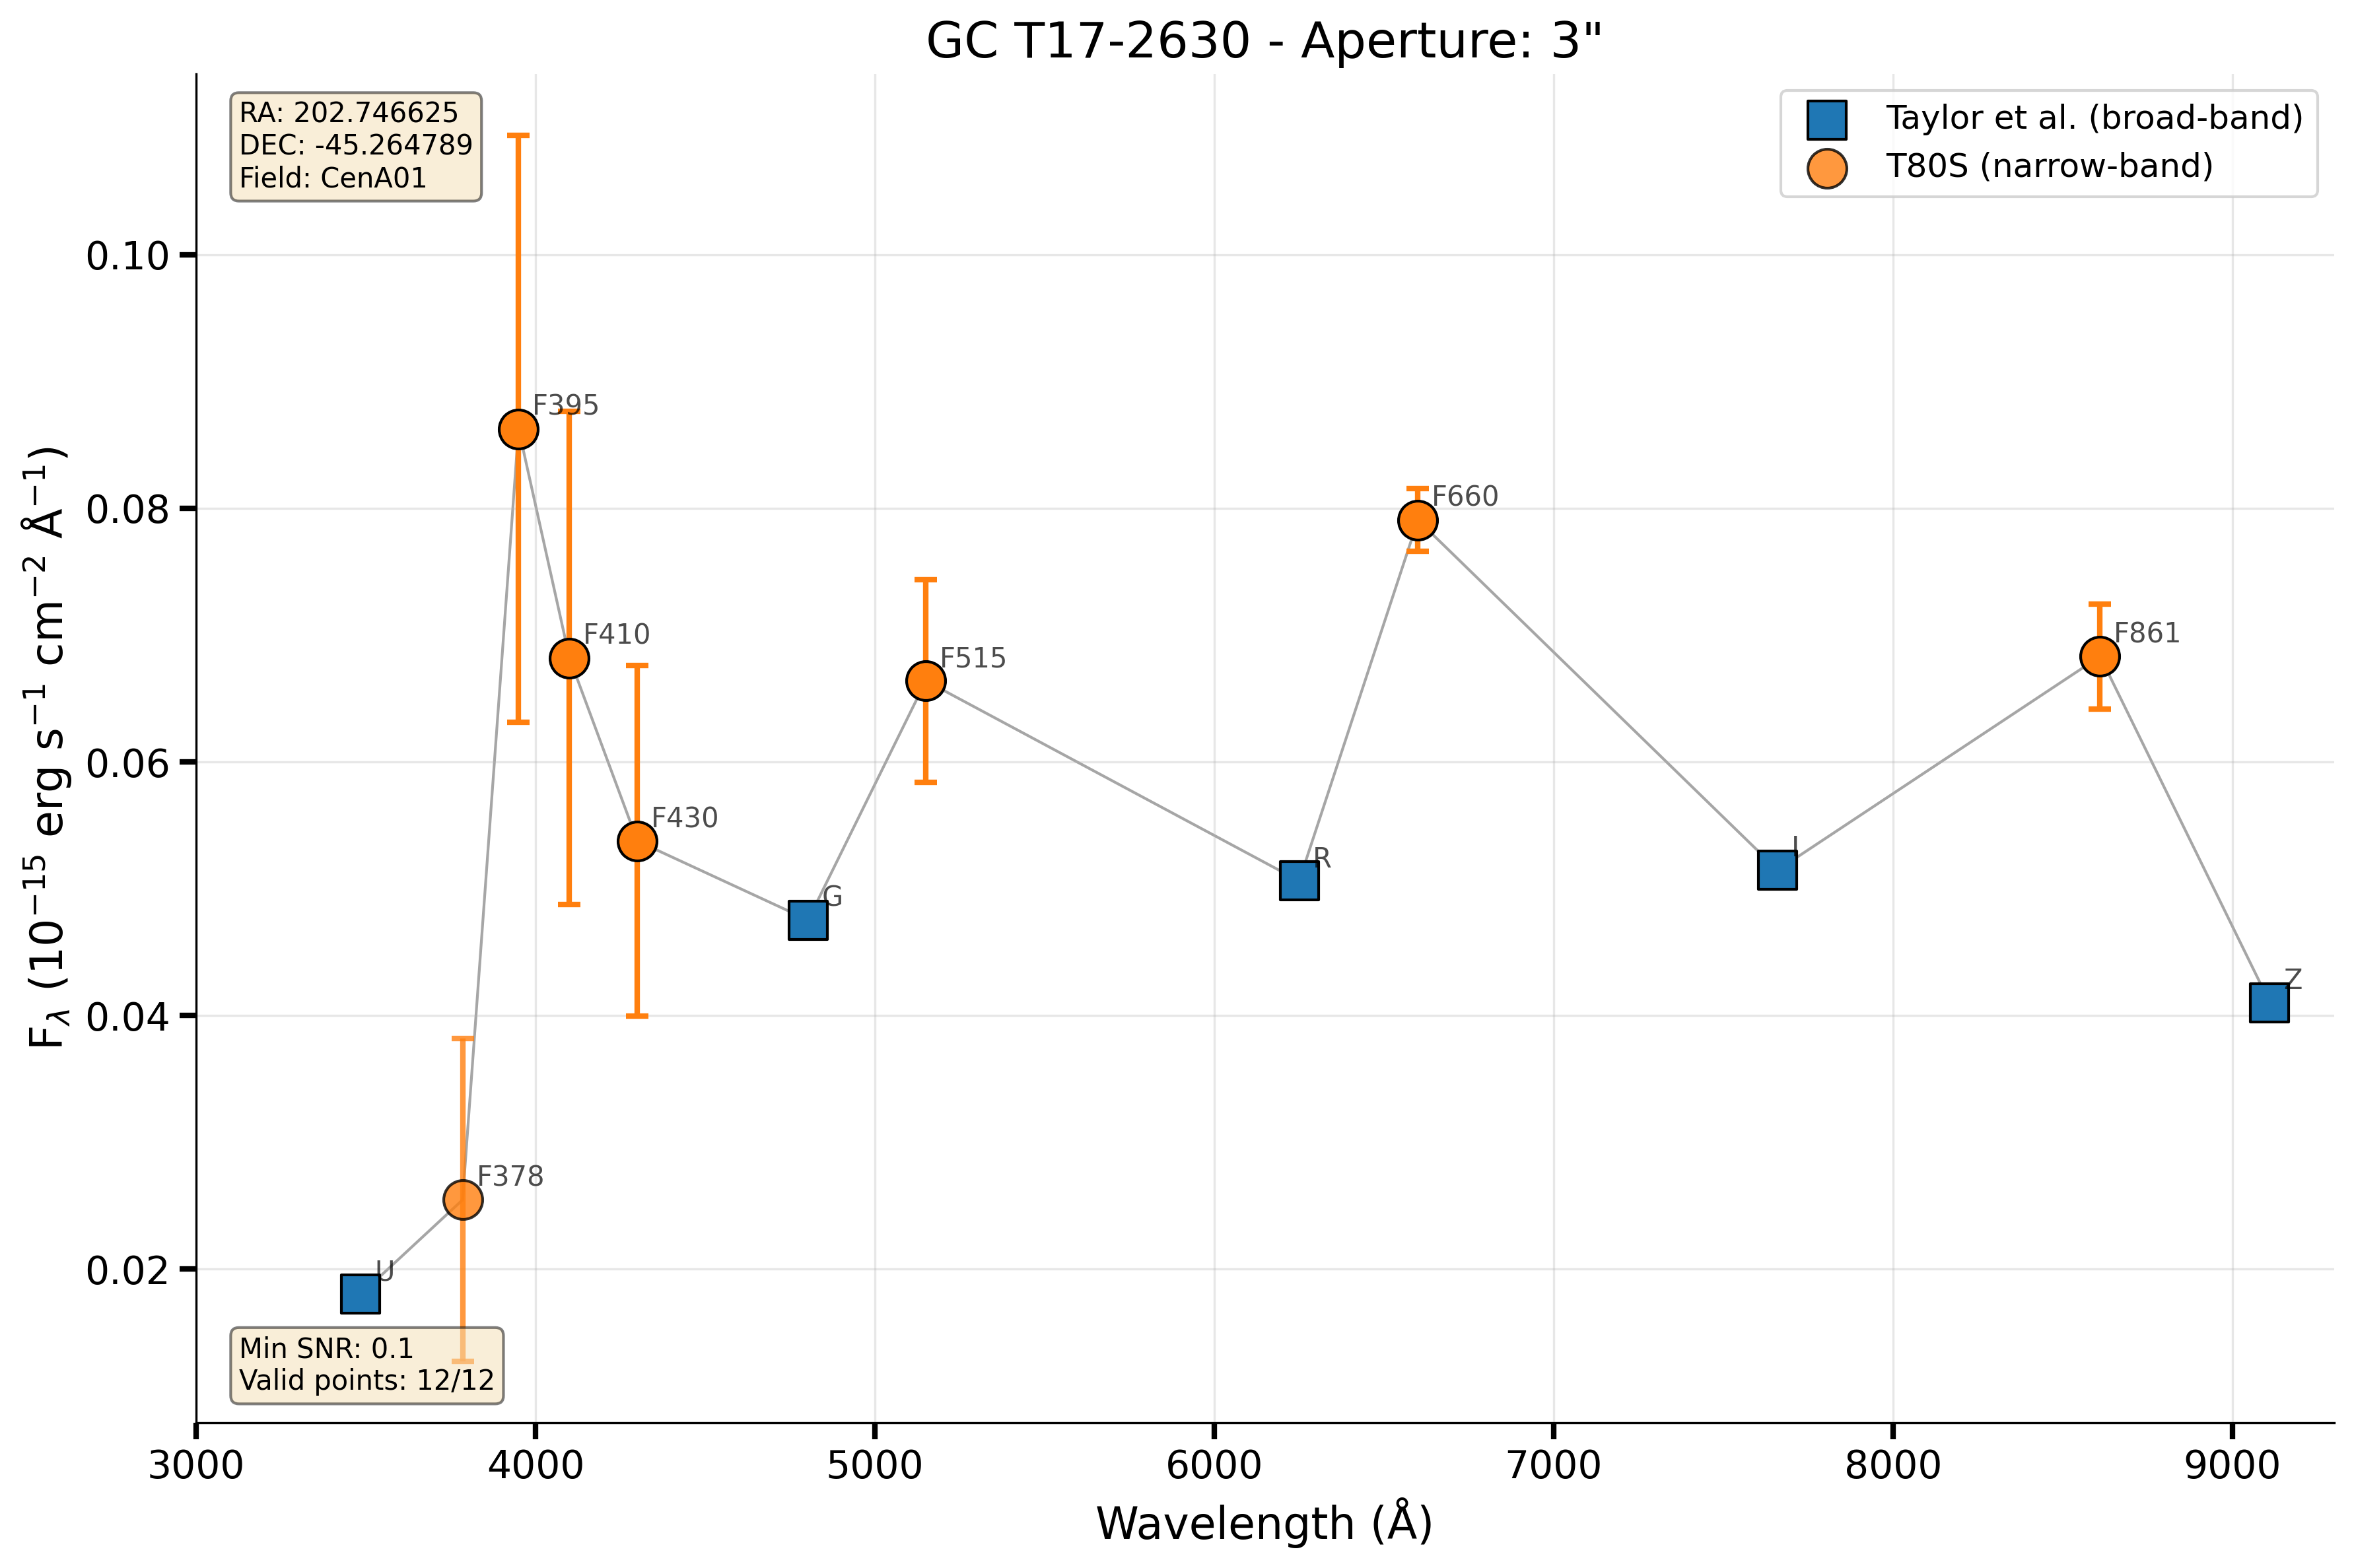 GC T17-2630 - Aperture: 3"
RA: 202.746625
DEC: -45.264789
Field: CenA01
Taylor et al. (broad-band)
T80S (narrow-band)
F395
F410
F430
F378
F515
F660
F861
U
G
R
I
Z
Min SNR: 0.1
Valid points: 12/12
0.10
0.08
0.06
0.04
0.02
F_λ (10⁻¹⁵ erg s⁻¹ cm⁻² Å⁻¹)
3000 4000 5000 6000 7000 8000 9000
Wavelength (Å)